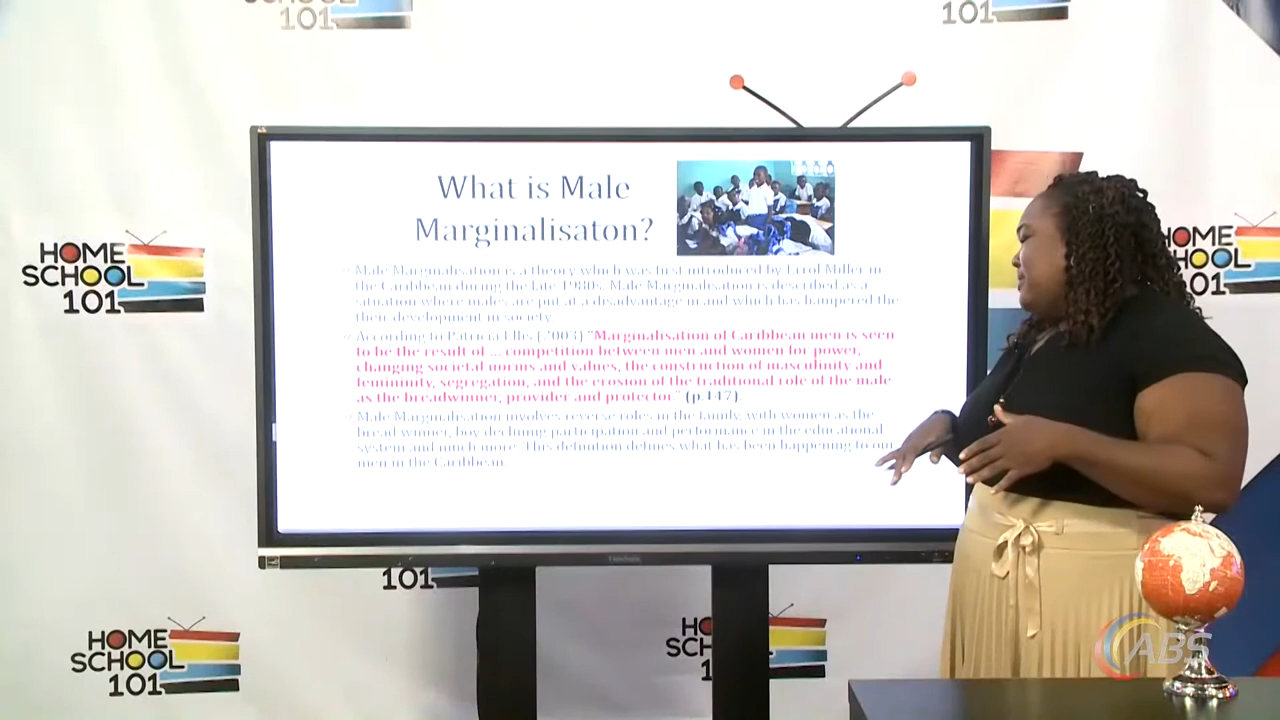 SCHOOL
101
101
What is Male
Marginalisaton?
Male Marginalisation is a theory which was first introduced by Errol Miller in
the Caribbean during the late 1980s. Male Marginalisation is described as a
situation where males are put at a disadvantage in and which has hampered the
their development in society.
According to Patricia Ellis, (2003) "Marginalisation of Caribbean men is seen
to be the result of ... competition between men and women for power,
changing societal norms and values, the construction of masculinity and
femininity, segregation, and the erosion of the traditional role of the male
as the breadwinner, provider and protector" (p.147).
Male Marginalisation involves reverse roles in the family, with women as the
bread winner, boy declining participation and performance in the educational
system and much more. This definition defines what has been happening to our
men in the Caribbean.
HOME
SCHOOL
101
HOME
HOOL
01
101
HOME
SCHOOL
101
HO
SCH
1
ABS